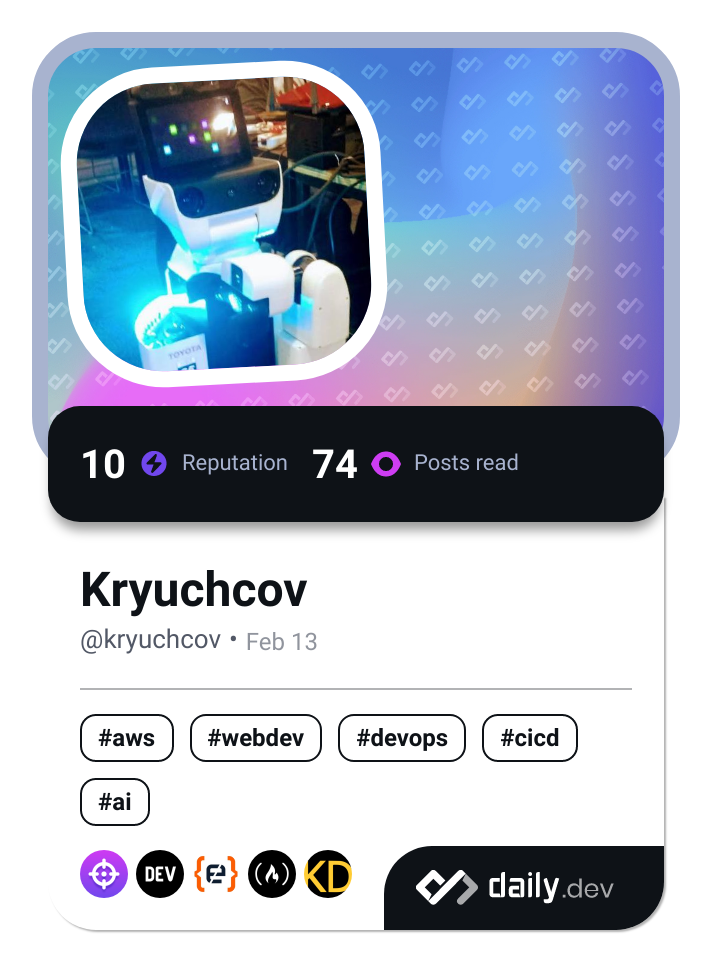 TOYOTA
10 Reputation 74 Posts read
Kryuchcov
@kryuchcov • Feb 13
#aws #webdev #devops #cicd
#ai
DEV KD
daily.dev